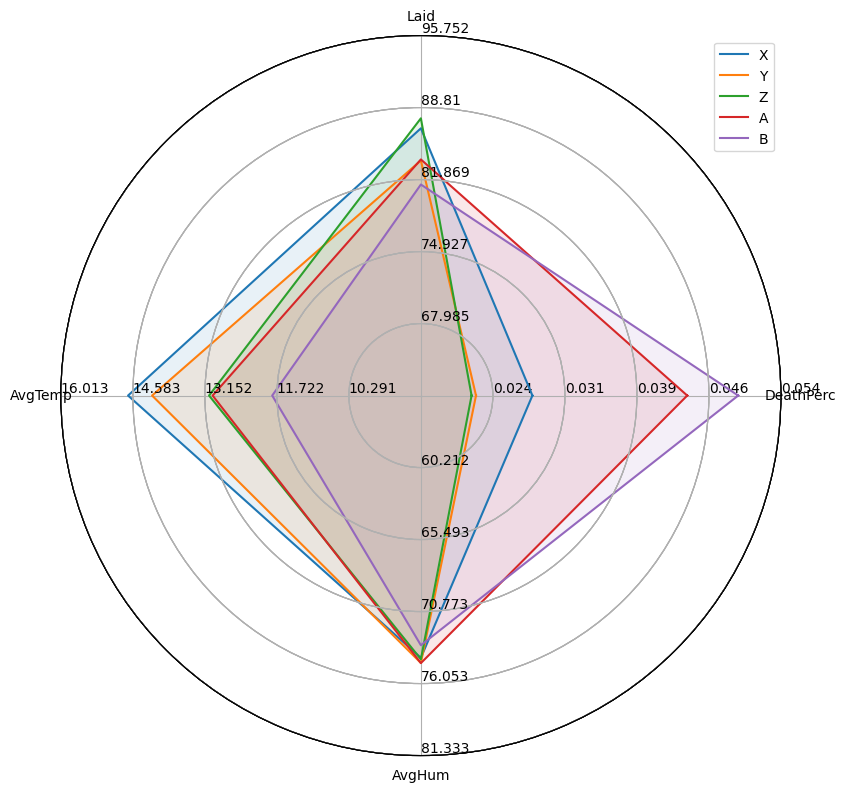 Laid
95.752
X
Y
Z
A
B
88.81
81.869
74.927
67.985
AvgTemp
16.013
14.583
13.152
11.722
10.291
0.024
0.031
0.039
0.046
0.054
DeathPerc
60.212
65.493
70.773
76.053
81.333
AvgHum